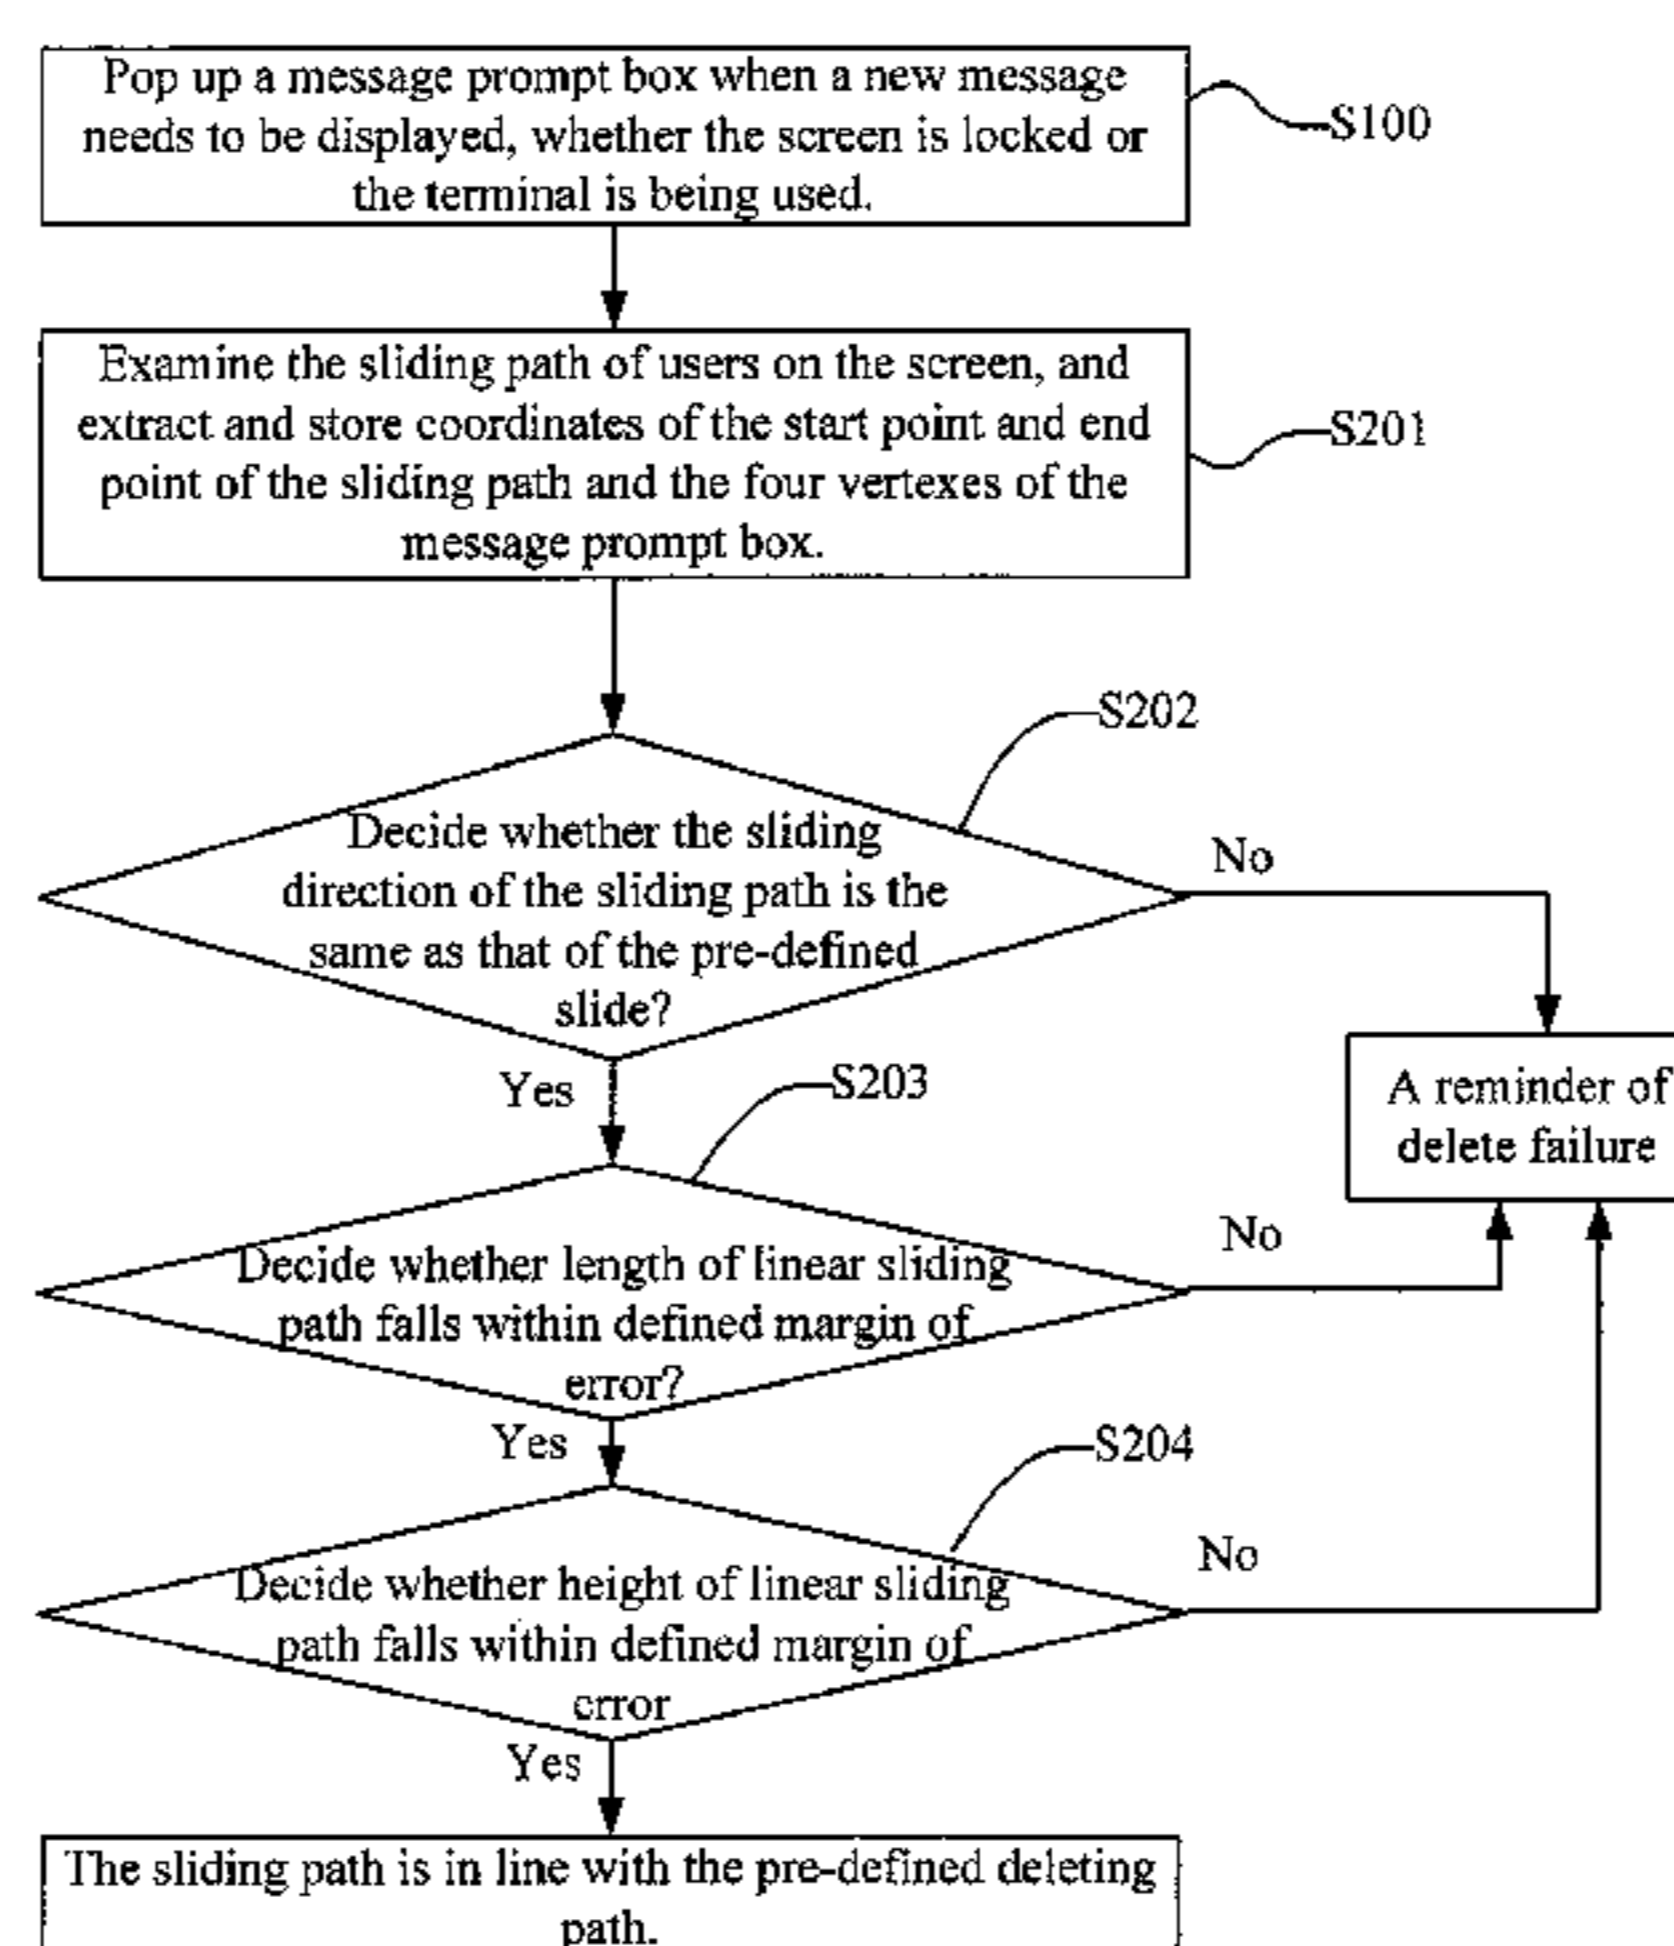 Pop up a message prompt box when a new message
needs to be displayed, whether the screen is locked or
the terminal is being used.
S100
Examine the sliding path of users on the screen, and
extract and store coordinates of the start point and end
point of the sliding path and the four vertexes of the
message prompt box.
S201
S202
Decide whether the sliding
direction of the sliding path is the
same as that of the pre-defined
slide?
No
Yes
A reminder of
delete failure
S203
Decide whether length of linear sliding
path falls within defined margin of
error?
No
Yes
S204
Decide whether height of linear sliding
path falls within defined margin of
error
No
Yes
The sliding path is in line with the pre-defined deleting
path.